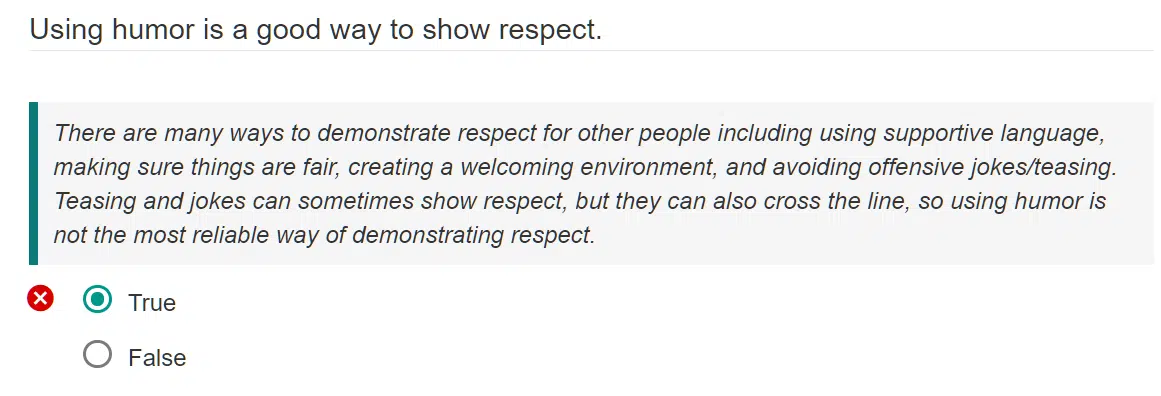 Using humor is a good way to show respect.
There are many ways to demonstrate respect for other people including using supportive language,
making sure things are fair, creating a welcoming environment, and avoiding offensive jokes/teasing.
Teasing and jokes can sometimes show respect, but they can also cross the line, so using humor is
not the most reliable way of demonstrating respect.
True
False